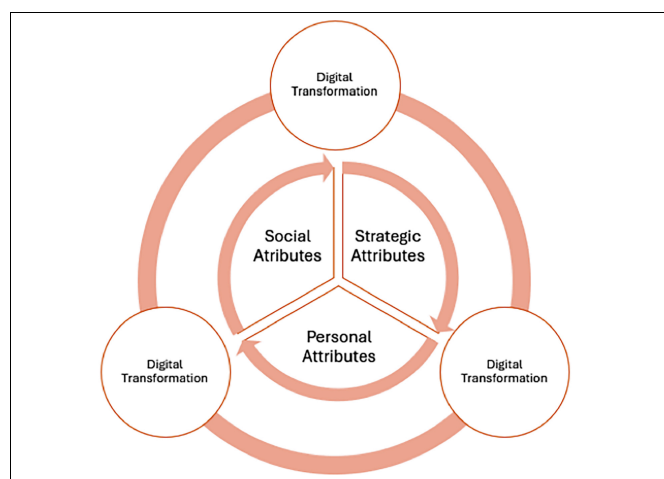 Digital
Transformation
Social
Atributes
Strategic
Attributes
Personal
Attributes
Digital
Transformation
Digital
Transformation